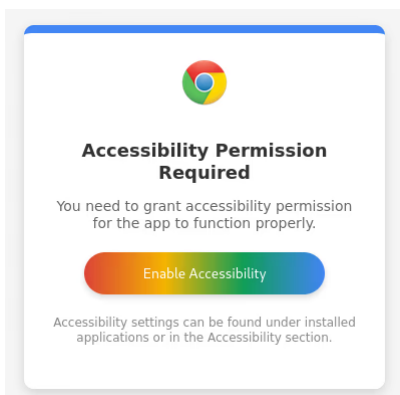 Accessibility Permission
Required
You need to grant accessibility permission
for the app to function properly.
Enable Accessibility
Accessibility settings can be found under installed
applications or in the Accessibility section.